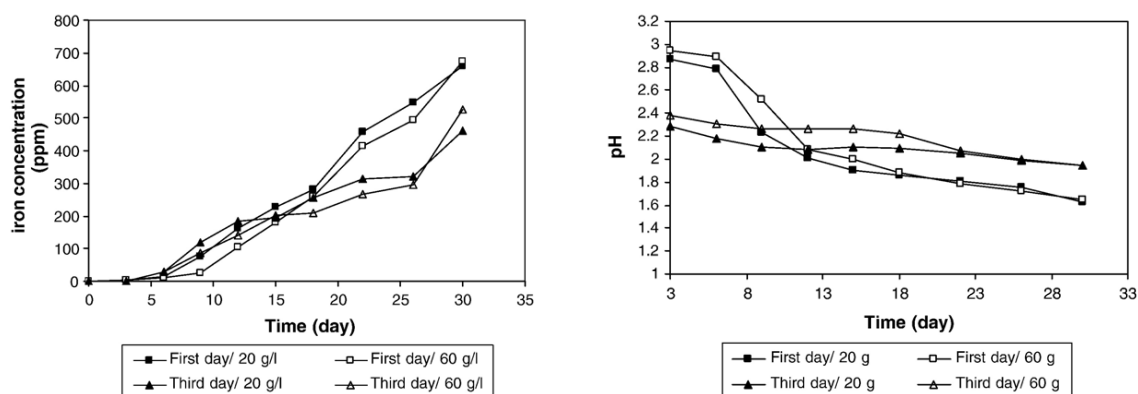 800
700
600
500
400
300
200
100
0
iron concentration
(ppm)
0 5 10 15 20 25 30 35
Time (day)
First day/ 20 g/l First day/ 60 g/l
Third day/ 20 g/l Third day/ 60 g/l
3.2
3
2.8
2.6
2.4
2.2
2
1.8
1.6
1.4
1.2
1
pH
3 8 13 18 23 28 33
Time (day)
First day/ 20 g First day/ 60 g
Third day/ 20 g Third day/ 60 g